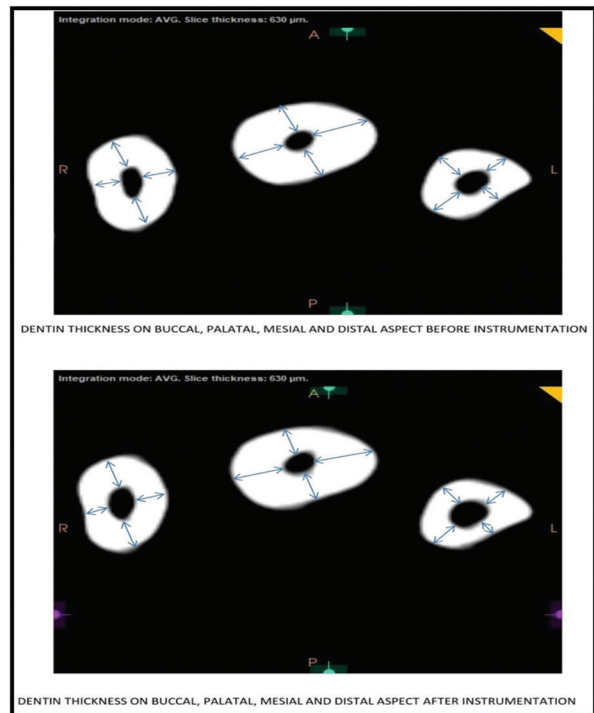 Integration mode: AVG. Slice thickness: 630 µm.
A
R
L
P
DENTIN THICKNESS ON BUCCAL, PALATAL, MESIAL AND DISTAL ASPECT BEFORE INSTRUMENTATION
Integration mode: AVG. Slice thickness: 630 µm.
A
R
L
P
DENTIN THICKNESS ON BUCCAL, PALATAL, MESIAL AND DISTAL ASPECT AFTER INSTRUMENTATION